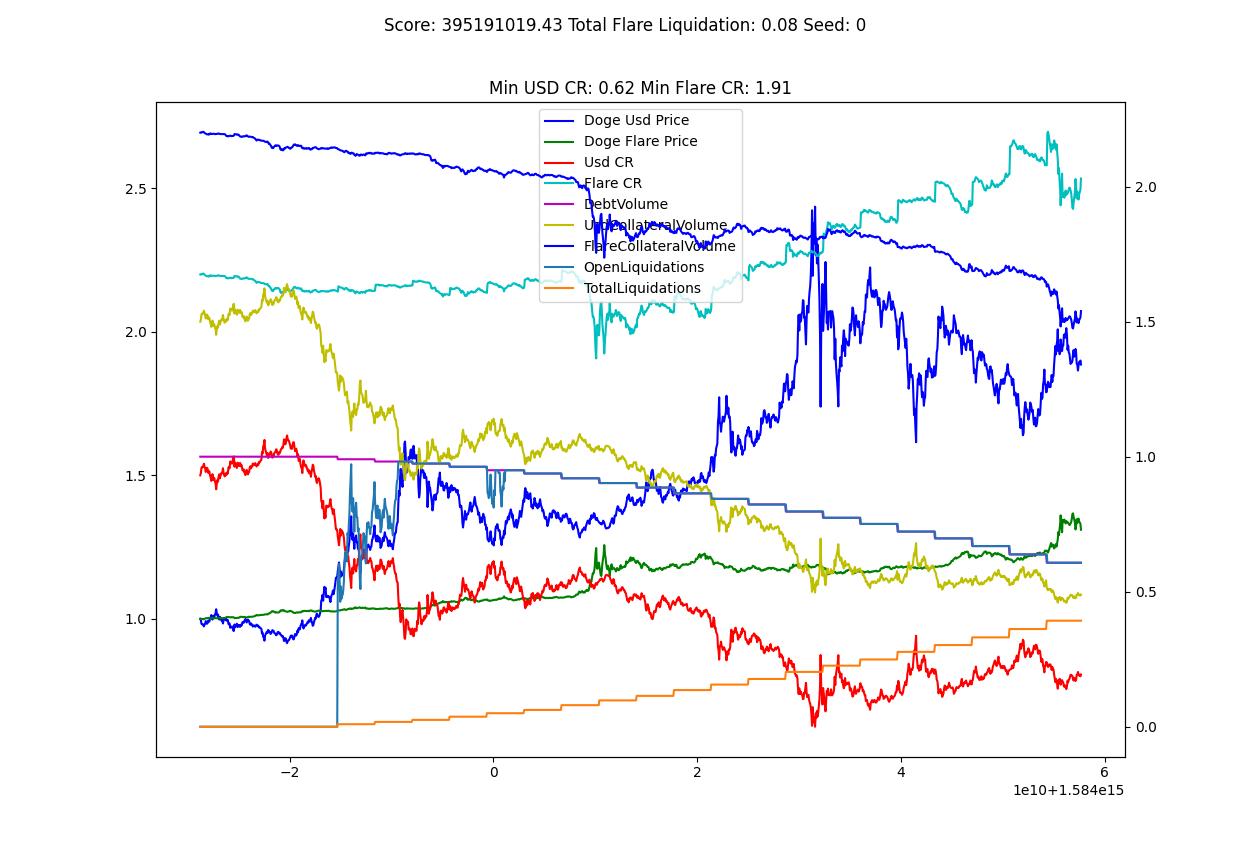 Score: 395191019.43 Total Flare Liquidation: 0.08 Seed: 0
Min USD CR: 0.62 Min Flare CR: 1.91
Doge Usd Price
Doge Flare Price
Usd CR
Flare CR
DebtVolume
UsdCollateralVolume
FlareCollateralVolume
OpenLiquidations
TotalLiquidations
2.5
2.0
1.5
1.0
2.0
1.5
1.0
0.5
0.0
−2
0
2
4
6
1e10+1.584e15